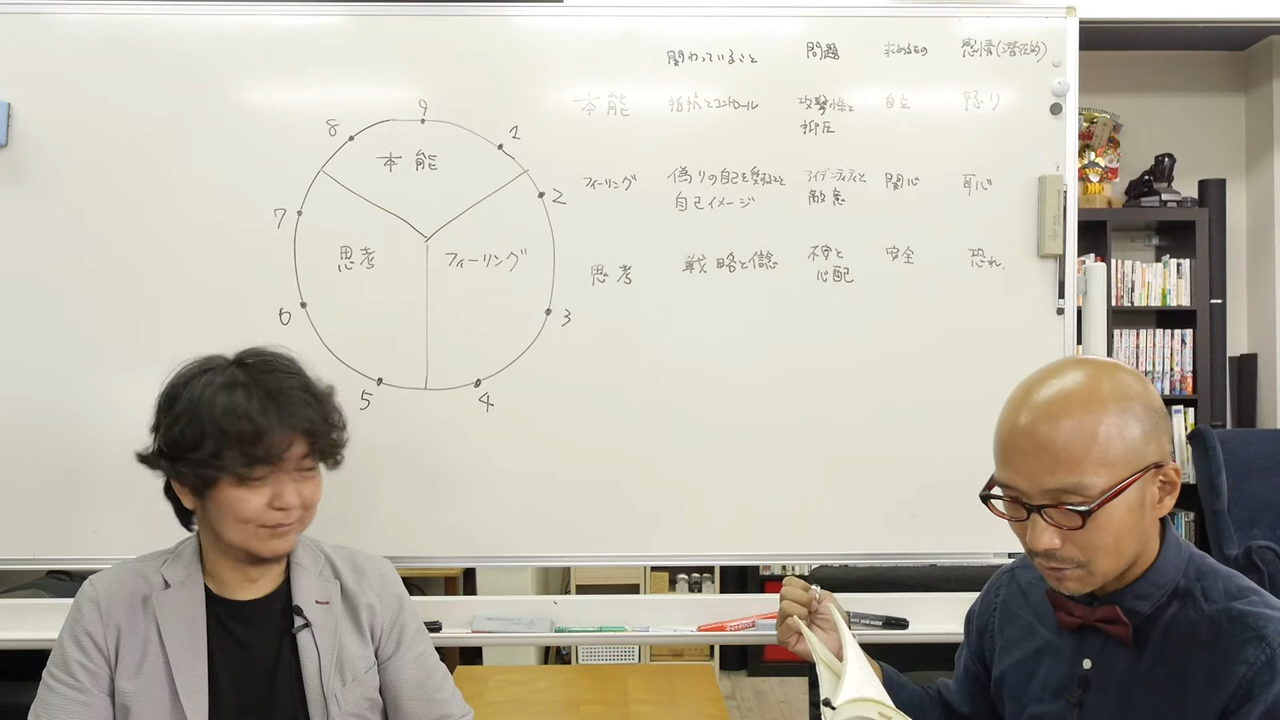 関わっていること 問題 求めるもの 感情(潜在的)
本能 抵抗とコントロール 攻撃性と 自立 怒り
抑圧
フィーリング 偽りの自己を愛すること アイデンティティと 関心 恥
自己イメージ 敵意
思考 戦略と信念 不安と 安全 恐れ
心配
9
8
1
本能
2
7
思考 フィーリング
6
3
5
4